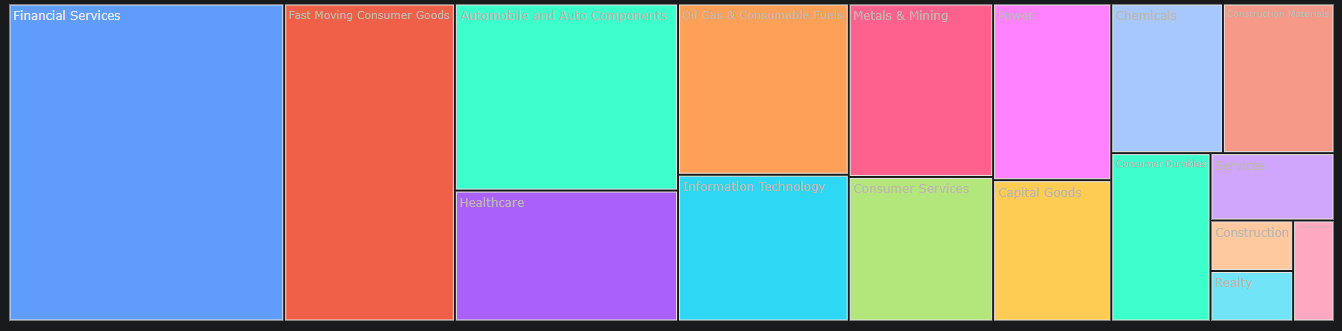 Financial Services
Fast Moving Consumer Goods
Automobile and Auto Components
Oil Gas & Consumable Fuels
Metals & Mining
Power
Chemicals
Construction Materials
Healthcare
Information Technology
Consumer Services
Capital Goods
Consumer Durables
Services
Construction
Realty